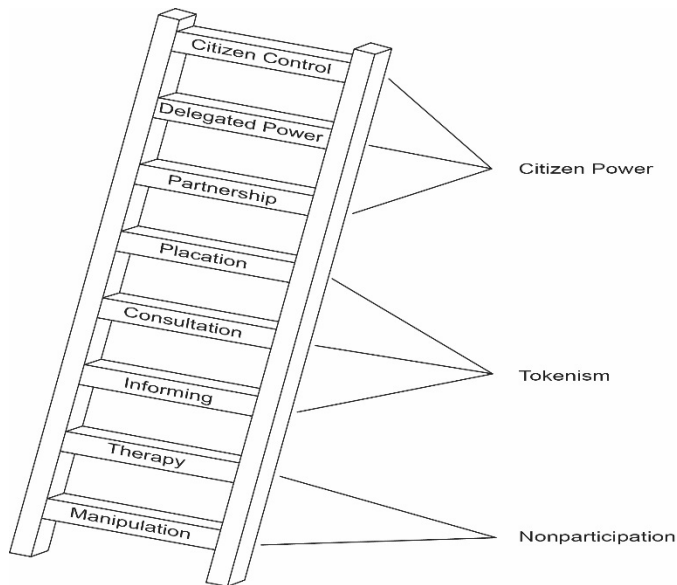 Citizen Control
Delegated Power
Partnership
Citizen Power
Placation
Consultation
Informing
Tokenism
Therapy
Manipulation
Nonparticipation